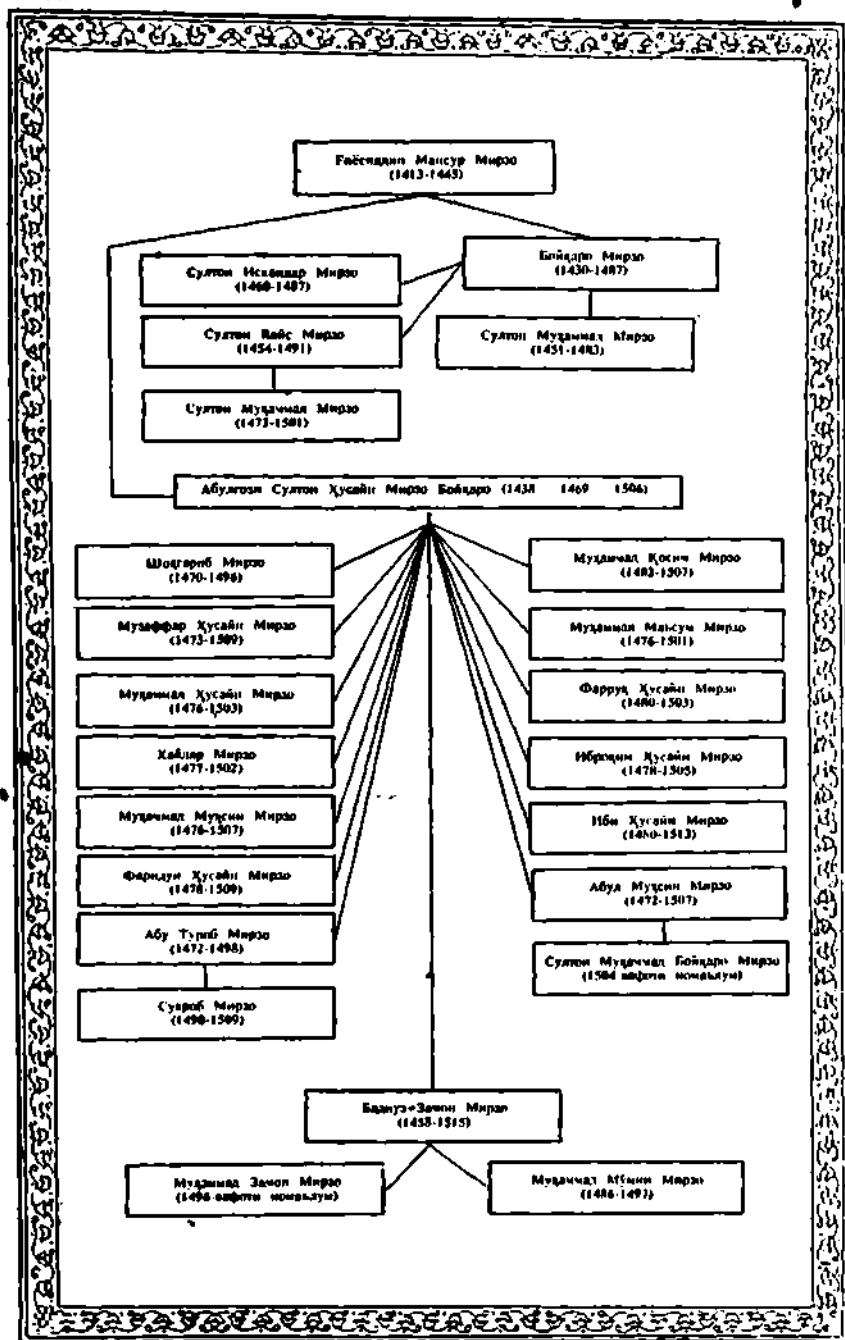 Ғиёсиддин Мансур Мирзо
(1413-1445)
Бойқаро Мирзо
(1430-1487)
Султон Искандар Мирзо
(1460-1487)
Султон Вайс Мирзо
(1454-1491)
Султон Муҳаммад Мирзо
(1451-1483)
Султон Муҳаммад Мирзо
(1473-1501)
Абулғози Султон Ҳусайн Мирзо Бойқаро (1438 1469 1506)
Шоҳғариб Мирзо
(1470-1496)
Музаффар Ҳусайн Мирзо
(1473-1509)
Муҳаммад Ҳусайн Мирзо
(1476-1503)
Хайдар Мирзо
(1477-1502)
Муҳаммад Муҳсин Мирзо
(1476-1507)
Фаридун Ҳусайн Мирзо
(1478-1509)
Абу Туроб Мирзо
(1472-1498)
Суҳроб Мирзо
(1490-1509)
Муҳаммад Қосим Мирзо
(1482-1507)
Муҳаммад Маъсум Мирзо
(1476-1501)
Фаррух Ҳусайн Мирзо
(1480-1503)
Иброҳим Ҳусайн Мирзо
(1478-1505)
Ибн Ҳусайн Мирзо
(1480-1513)
Абул Муҳсин Мирзо
(1472-1507)
Султон Муҳаммад Бойқаро Мирзо
(1504 вафоти номаълум)
Мирзо
(1458-1515)
Муҳаммад Замон Мирзо
(1496-вафоти номаълум)
Муҳаммад Мўмин Мирзо
(1486-1497)